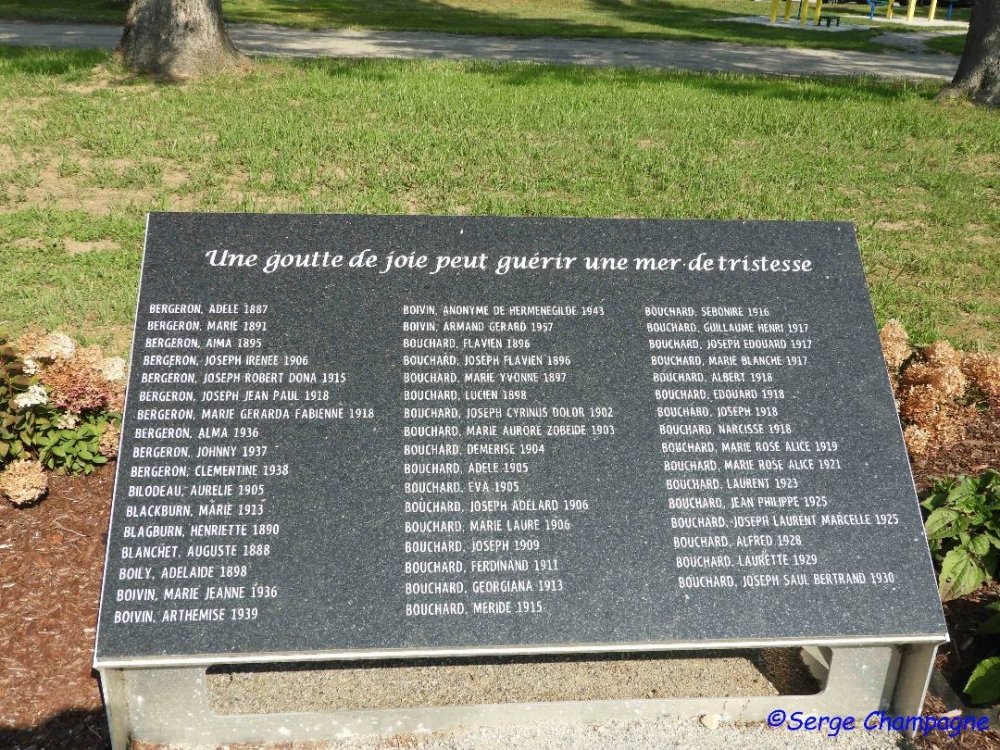 Une goutte de joie peut guérir une mer de tristesse
BERGERON, ADELE 1887
BERGERON, MARIE 1891
BERGERON, AIMA 1895
BERGERON, JOSEPH IRENEE 1906
BERGERON, JOSEPH ROBERT DONA 1915
BERGERON, JOSEPH JEAN PAUL 1918
BERGERON, MARIE GERARDA FABIENNE 1918
BERGERON, ALMA 1936
BERGERON, JOHNNY 1937
BERGERON, CLEMENTINE 1938
BILODEAU, AURELIE 1905
BLACKBURN, MARIE 1913
BLAGBURN, HENRIETTE 1890
BLANCHET, AUGUSTE 1888
BOILY, ADELAIDE 1898
BOIVIN, MARIE JEANNE 1936
BOIVIN, ARTHEMISE 1939
BOIVIN, ANONYME DE HERMENEGILDE 1943
BOIVIN, ARMAND GERARD 1957
BOUCHARD, FLAVIEN 1896
BOUCHARD, JOSEPH FLAVIEN 1896
BOUCHARD, MARIE YVONNE 1897
BOUCHARD, LUCIEN 1898
BOUCHARD, JOSEPH CYRINUS DOLOR 1902
BOUCHARD, MARIE AURORE ZOBEIDE 1903
BOUCHARD, DEMERISE 1904
BOUCHARD, ADELE 1905
BOUCHARD, EVA 1905
BOUCHARD, JOSEPH ADELARD 1906
BOUCHARD, MARIE LAURE 1906
BOUCHARD, JOSEPH 1909
BOUCHARD, FERDINAND 1911
BOUCHARD, GEORGIANA 1913
BOUCHARD, MERIDE 1915
BOUCHARD, SEBONIRE 1916
BOUCHARD, GUILLAUME HENRI 1917
BOUCHARD, JOSEPH EDOUARD 1917
BOUCHARD, MARIE BLANCHE 1917
BOUCHARD, ALBERT 1918
BOUCHARD, EDOUARD 1918
BOUCHARD, JOSEPH 1918
BOUCHARD, NARCISSE 1918
BOUCHARD, MARIE ROSE ALICE 1919
BOUCHARD, MARIE ROSE ALICE 1921
BOUCHARD, LAURENT 1923
BOUCHARD, JEAN PHILIPPE 1925
BOUCHARD, JOSEPH LAURENT MARCELLE 1925
BOUCHARD, ALFRED 1928
BOUCHARD, LAURETTE 1929
BOUCHARD, JOSEPH SAUL BERTRAND 1930
©Serge Champagne